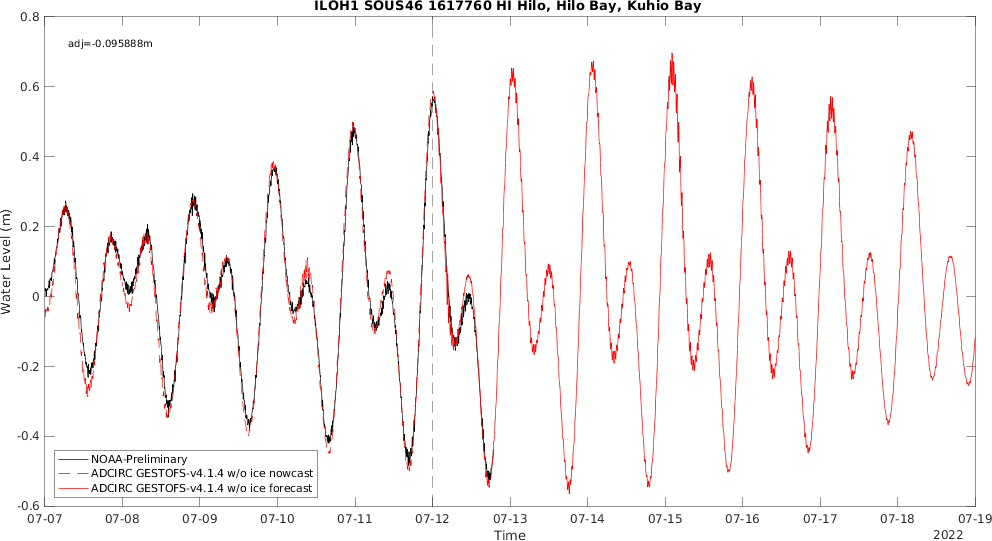 ILOH1 SOUS46 1617760 HI Hilo, Hilo Bay, Kuhio Bay
adj=-0.095888m
0.8
0.6
0.4
0.2
0
-0.2
-0.4
-0.6
Water Level (m)
NOAA-Preliminary
ADCIRC GESTOFS-v4.1.4 w/o ice nowcast
ADCIRC GESTOFS-v4.1.4 w/o ice forecast
07-07 07-08 07-09 07-10 07-11 07-12 07-13 07-14 07-15 07-16 07-17 07-18 07-19
Time
2022